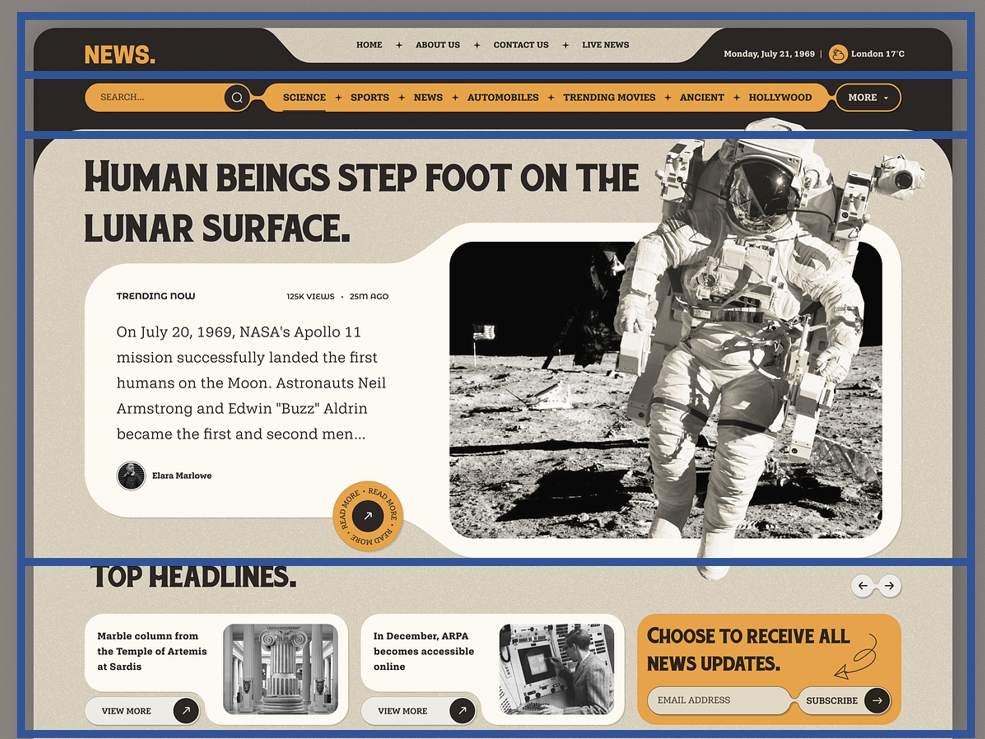 NEWS.
HOME + ABOUT US + CONTACT US + LIVE NEWS
Monday, July 21, 1969 | London 17°C
SEARCH...
SCIENCE + SPORTS + NEWS + AUTOMOBILES + TRENDING MOVIES + ANCIENT + HOLLYWOOD
MORE
HUMAN BEINGS STEP FOOT ON THE
LUNAR SURFACE.
TRENDING NOW
125K VIEWS • 25M AGO
On July 20, 1969, NASA's Apollo 11
mission successfully landed the first
humans on the Moon. Astronauts Neil
Armstrong and Edwin "Buzz" Aldrin
became the first and second men...
Elara Marlowe
READ MORE • READ MORE • READ MORE • READ MORE •
TOP HEADLINES.
Marble column from
the Temple of Artemis
at Sardis
VIEW MORE
In December, ARPA
becomes accessible
online
VIEW MORE
CHOOSE TO RECEIVE ALL
NEWS UPDATES.
EMAIL ADDRESS
SUBSCRIBE